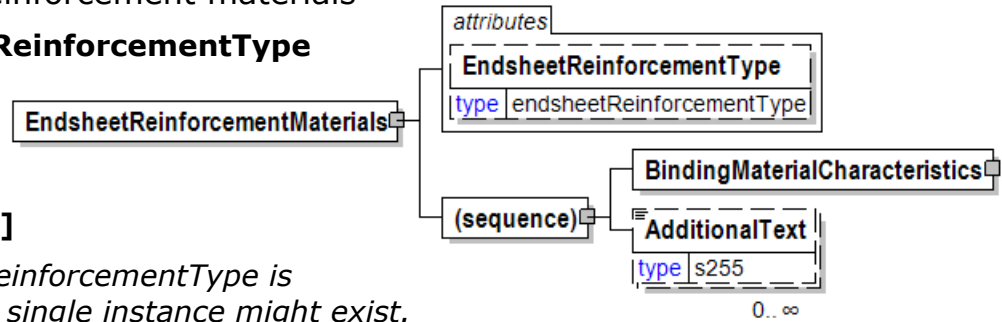 inforcement materials
ReinforcementType
attributes
EndsheetReinforcementType
type endsheetReinforcementType
EndsheetReinforcementMaterials
BindingMaterialCharacteristics
(sequence)
AdditionalText
type s255
0.. ∞
]
einforcementType is
single instance might exist.